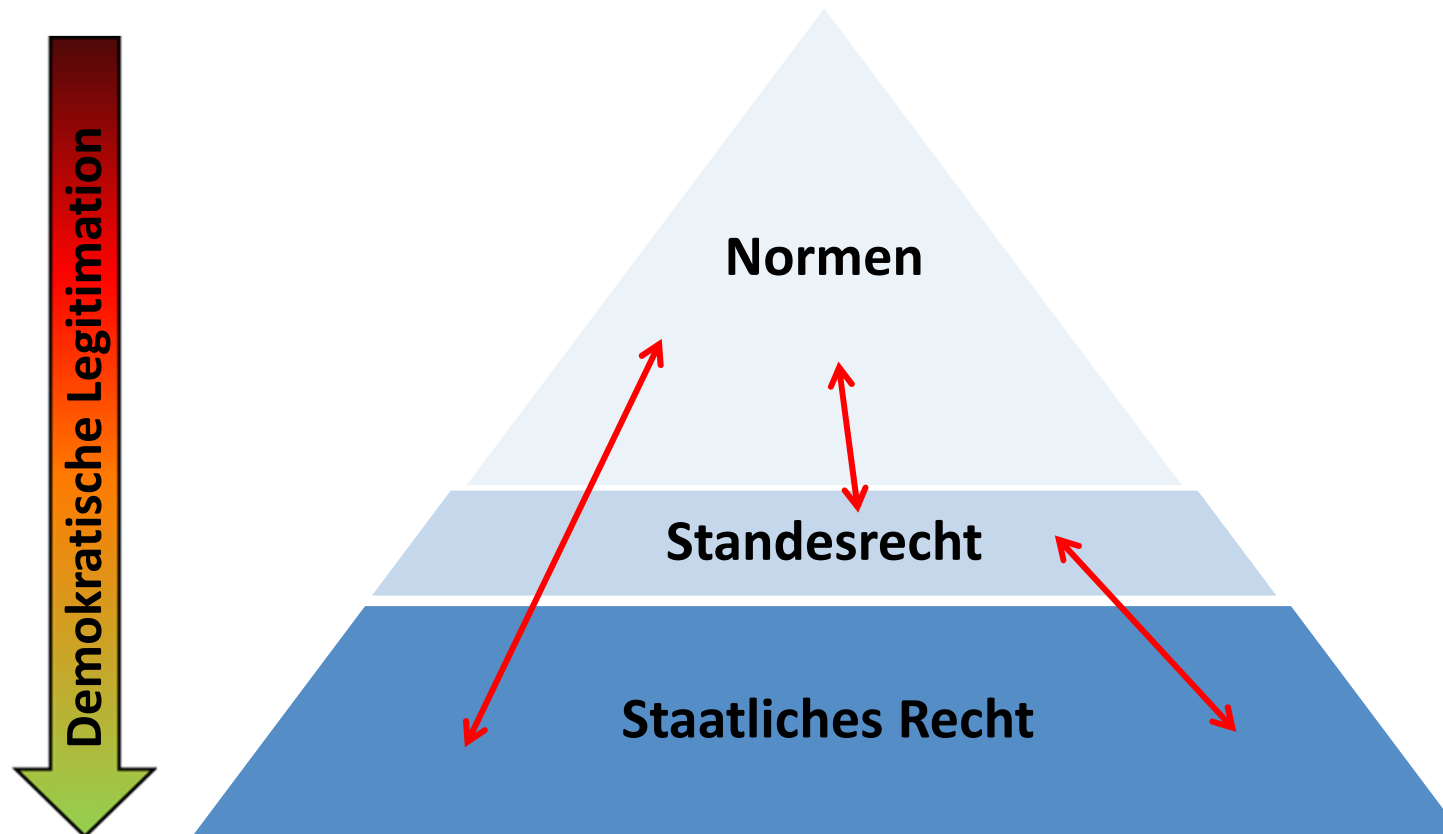 Demokratische Legitimation
Normen
Standesrecht
Staatliches Recht